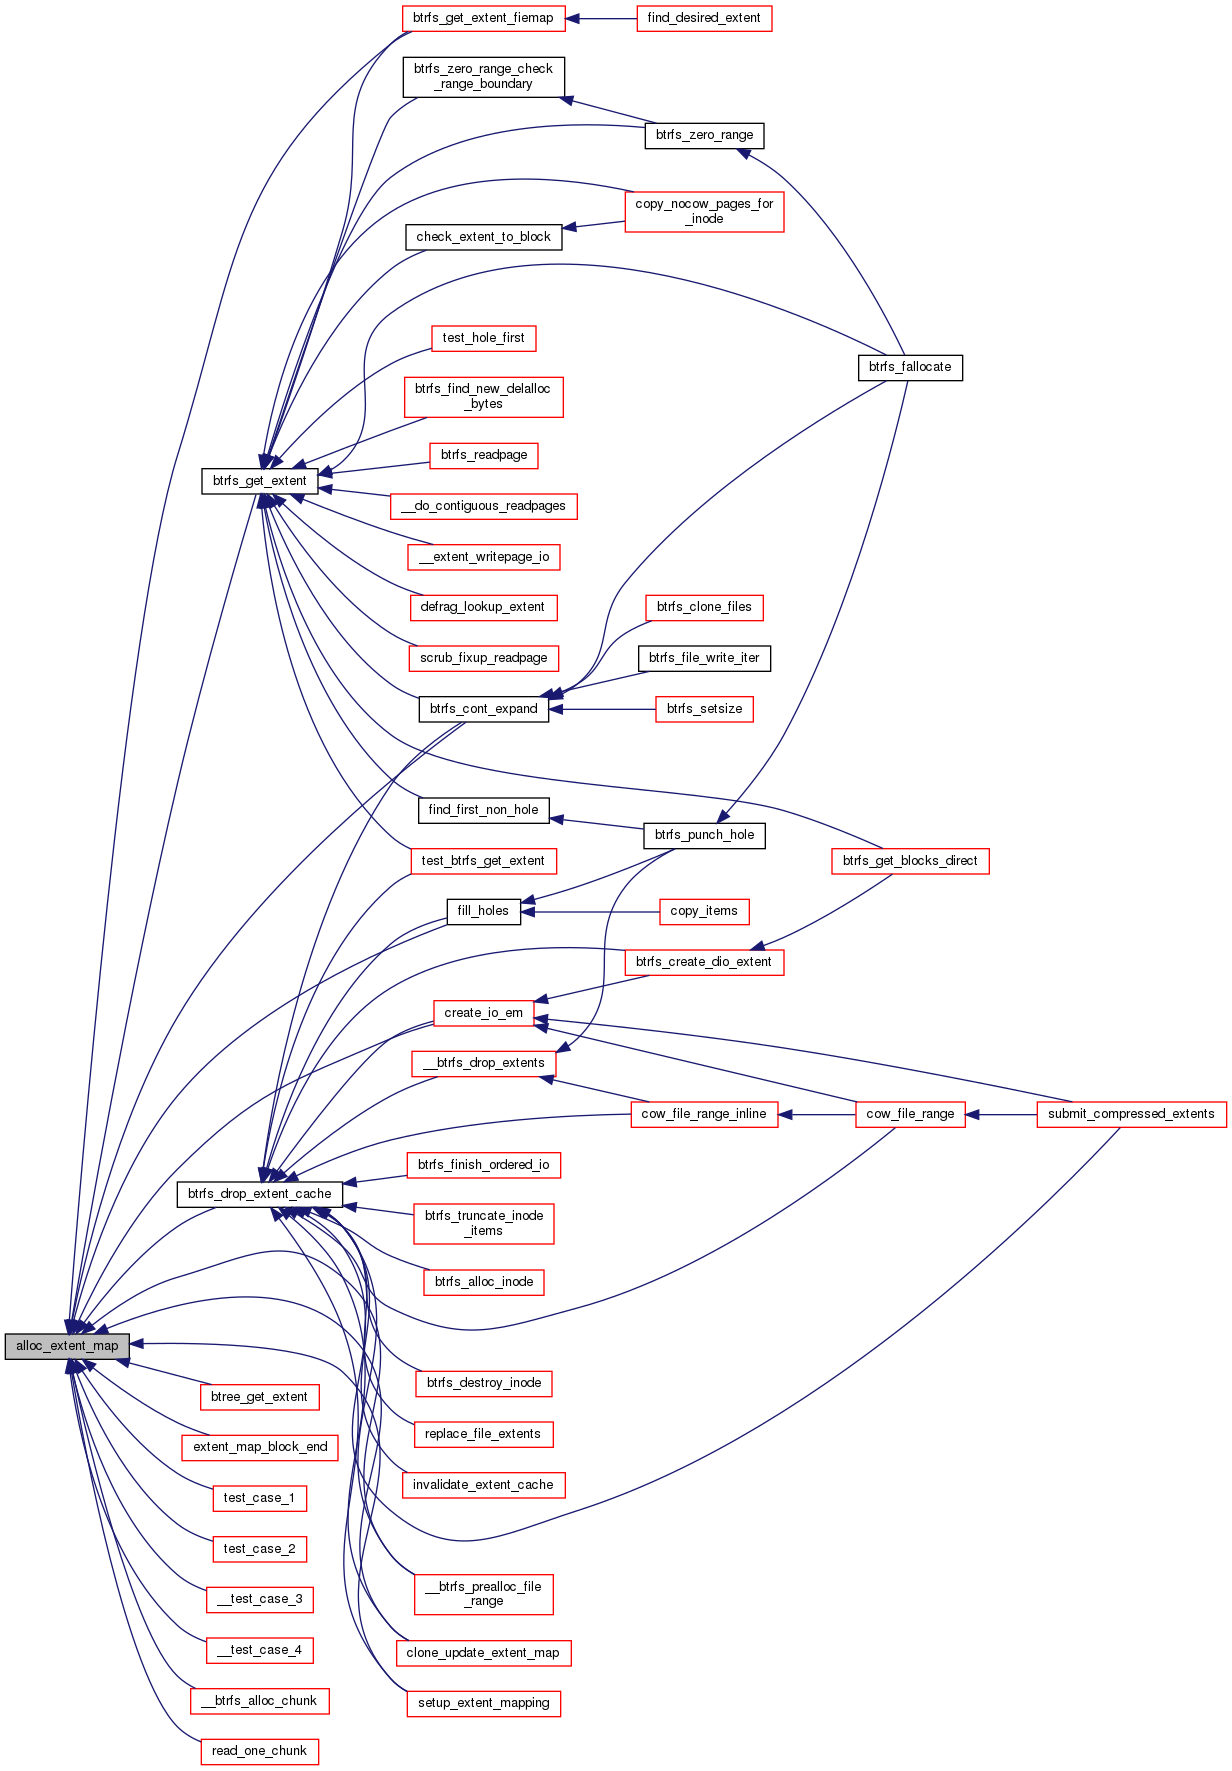 btrfs_get_extent_fiemap
find_desired_extent
btrfs_zero_range_check
_range_boundary
btrfs_zero_range
copy_nocow_pages_for
_inode
check_extent_to_block
test_hole_first
btrfs_fallocate
btrfs_find_new_delalloc
_bytes
btrfs_readpage
btrfs_get_extent
__do_contiguous_readpages
__extent_writepage_io
defrag_lookup_extent
btrfs_clone_files
scrub_fixup_readpage
btrfs_file_write_iter
btrfs_cont_expand
btrfs_setsize
find_first_non_hole
btrfs_punch_hole
test_btrfs_get_extent
btrfs_get_blocks_direct
fill_holes
copy_items
btrfs_create_dio_extent
create_io_em
__btrfs_drop_extents
cow_file_range_inline
cow_file_range
submit_compressed_extents
btrfs_finish_ordered_io
btrfs_drop_extent_cache
btrfs_truncate_inode
_items
btrfs_alloc_inode
alloc_extent_map
btrfs_destroy_inode
btree_get_extent
replace_file_extents
extent_map_block_end
invalidate_extent_cache
test_case_1
test_case_2
__btrfs_prealloc_file
_range
__test_case_3
__test_case_4
clone_update_extent_map
__btrfs_alloc_chunk
setup_extent_mapping
read_one_chunk